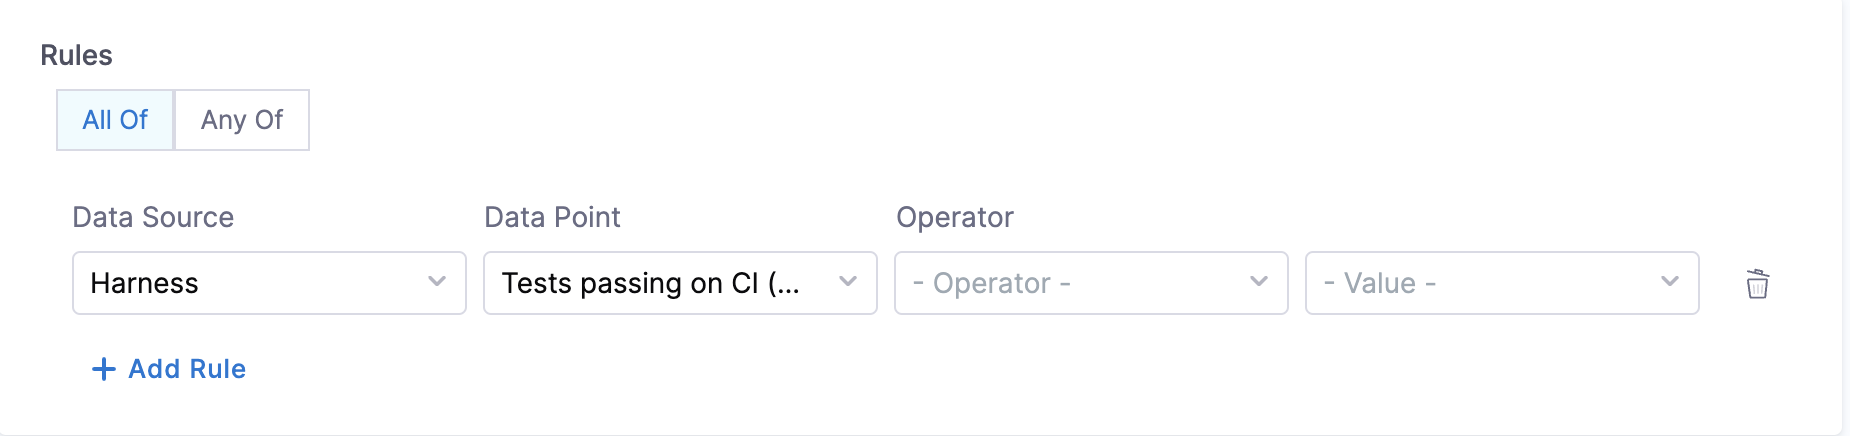 Rules
All Of Any Of
Data Source Data Point Operator
Harness Tests passing on CI (... - Operator - - Value -
+ Add Rule